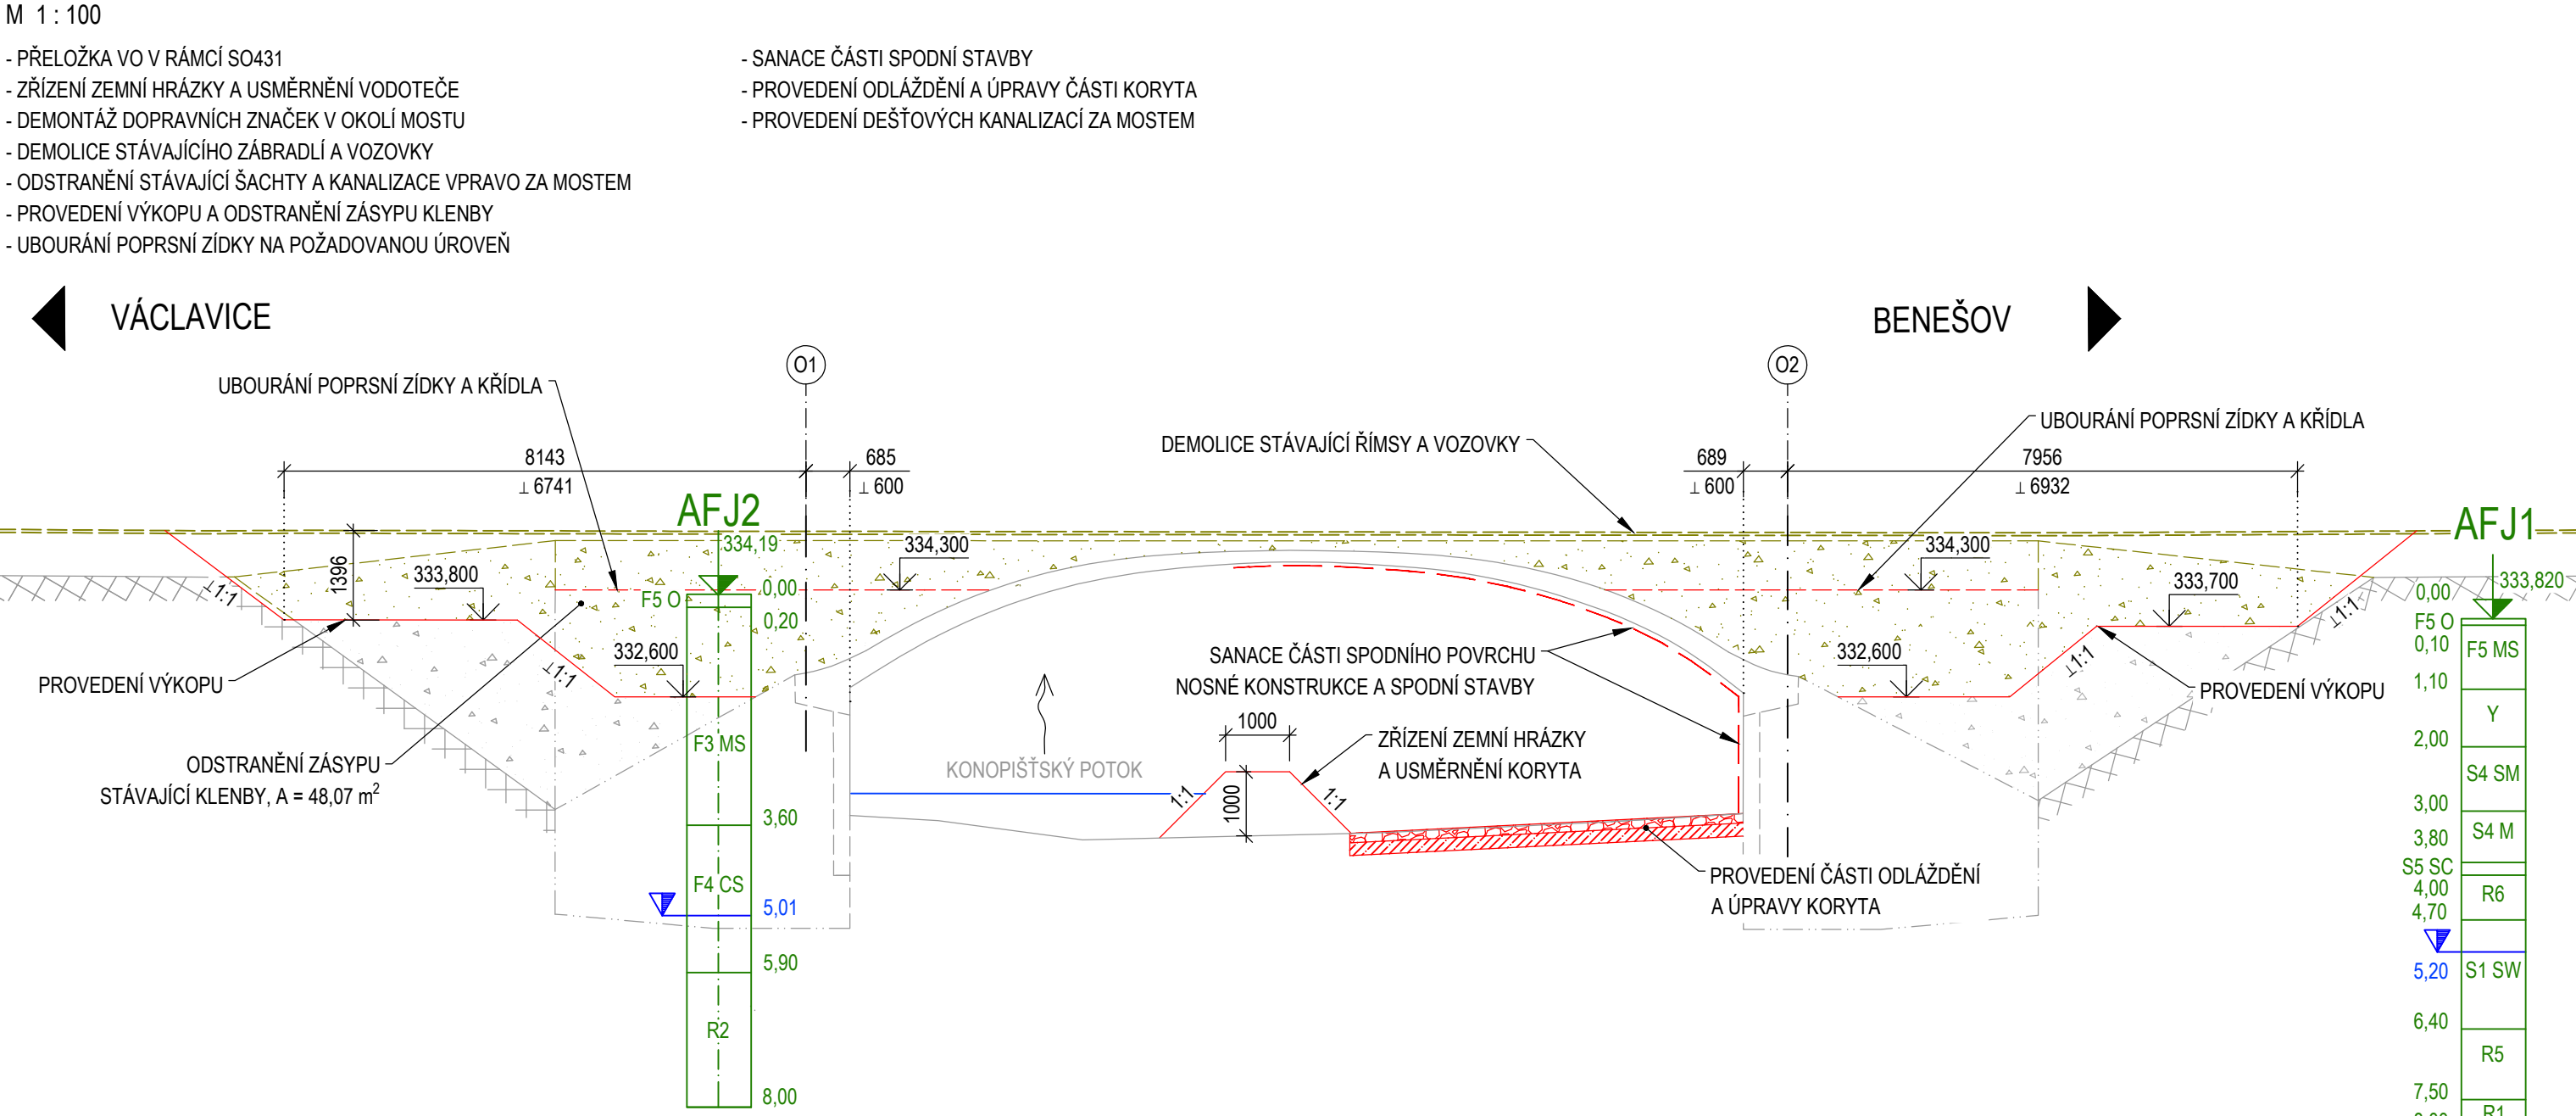 M 1 : 100
- PŘELOŽKA VO V RÁMCÍ SO431
- ZŘÍZENÍ ZEMNÍ HRÁZKY A USMĚRNĚNÍ VODOTEČE
- DEMONTÁŽ DOPRAVNÍCH ZNAČEK V OKOLÍ MOSTU
- DEMOLICE STÁVAJÍCÍHO ZÁBRADLÍ A VOZOVKY
- ODSTRANĚNÍ STÁVAJÍCÍ ŠACHTY A KANALIZACE VPRAVO ZA MOSTEM
- PROVEDENÍ VÝKOPU A ODSTRANĚNÍ ZÁSYPU KLENBY
- UBOURÁNÍ POPRSNÍ ZÍDKY NA POŽADOVANOU ÚROVEŇ
- SANACE ČÁSTI SPODNÍ STAVBY
- PROVEDENÍ ODLÁŽDĚNÍ A ÚPRAVY ČÁSTI KORYTA
- PROVEDENÍ DEŠŤOVÝCH KANALIZACÍ ZA MOSTEM
VÁCLAVICE
BENEŠOV
O1
O2
UBOURÁNÍ POPRSNÍ ZÍDKY A KŘÍDLA
DEMOLICE STÁVAJÍCÍ ŘÍMSY A VOZOVKY
UBOURÁNÍ POPRSNÍ ZÍDKY A KŘÍDLA
8143
⊥ 6741
685
⊥ 600
689
⊥ 600
7956
⊥ 6932
AFJ2
334,19
0,00
F5 O
0,20
F3 MS
3,60
F4 CS
5,01
5,90
R2
8,00
1396
333,800
334,300
332,600
⊥1:1
⊥1:1
PROVEDENÍ VÝKOPU
ODSTRANĚNÍ ZÁSYPU
STÁVAJÍCÍ KLENBY, A = 48,07 m²
KONOPIŠŤSKÝ POTOK
SANACE ČÁSTI SPODNÍHO POVRCHU
NOSNÉ KONSTRUKCE A SPODNÍ STAVBY
1000
1000
1:1
1:1
ZŘÍZENÍ ZEMNÍ HRÁZKY
A USMĚRNĚNÍ KORYTA
PROVEDENÍ ČÁSTI ODLÁŽDĚNÍ
A ÚPRAVY KORYTA
334,300
332,600
333,700
⊥1:1
⊥1:1
PROVEDENÍ VÝKOPU
AFJ1
333,820
0,00
F5 O
0,10
F5 MS
1,10
Y
2,00
S4 SM
3,00
S4 M
3,80
S5 SC
4,00
R6
4,70
5,20
S1 SW
6,40
R5
7,50
R1